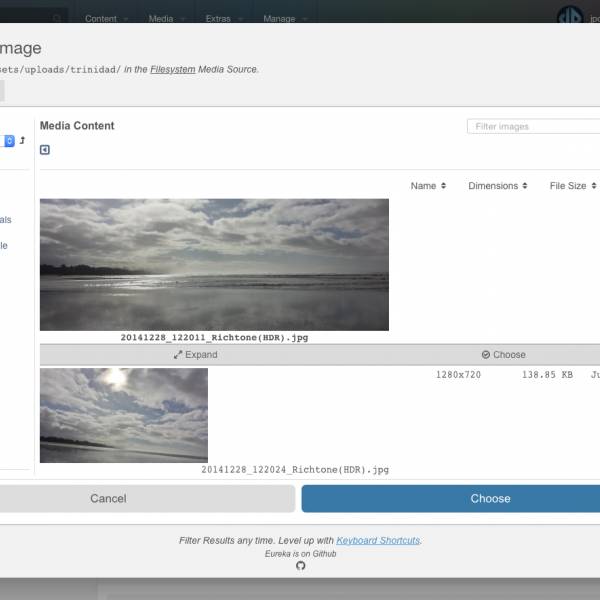 Content Media Extras Manage
mage
sets/uploads/trinidad/ in the Filesystem Media Source.
Media Content
Filter images
Name Dimensions File Size
als
le
20141228_122011_Richtone(HDR).jpg
Expand Choose
1280x720 138.85 KB Ju
20141228_122024_Richtone(HDR).jpg
Cancel Choose
Filter Results any time. Level up with Keyboard Shortcuts.
Eureka is on Github